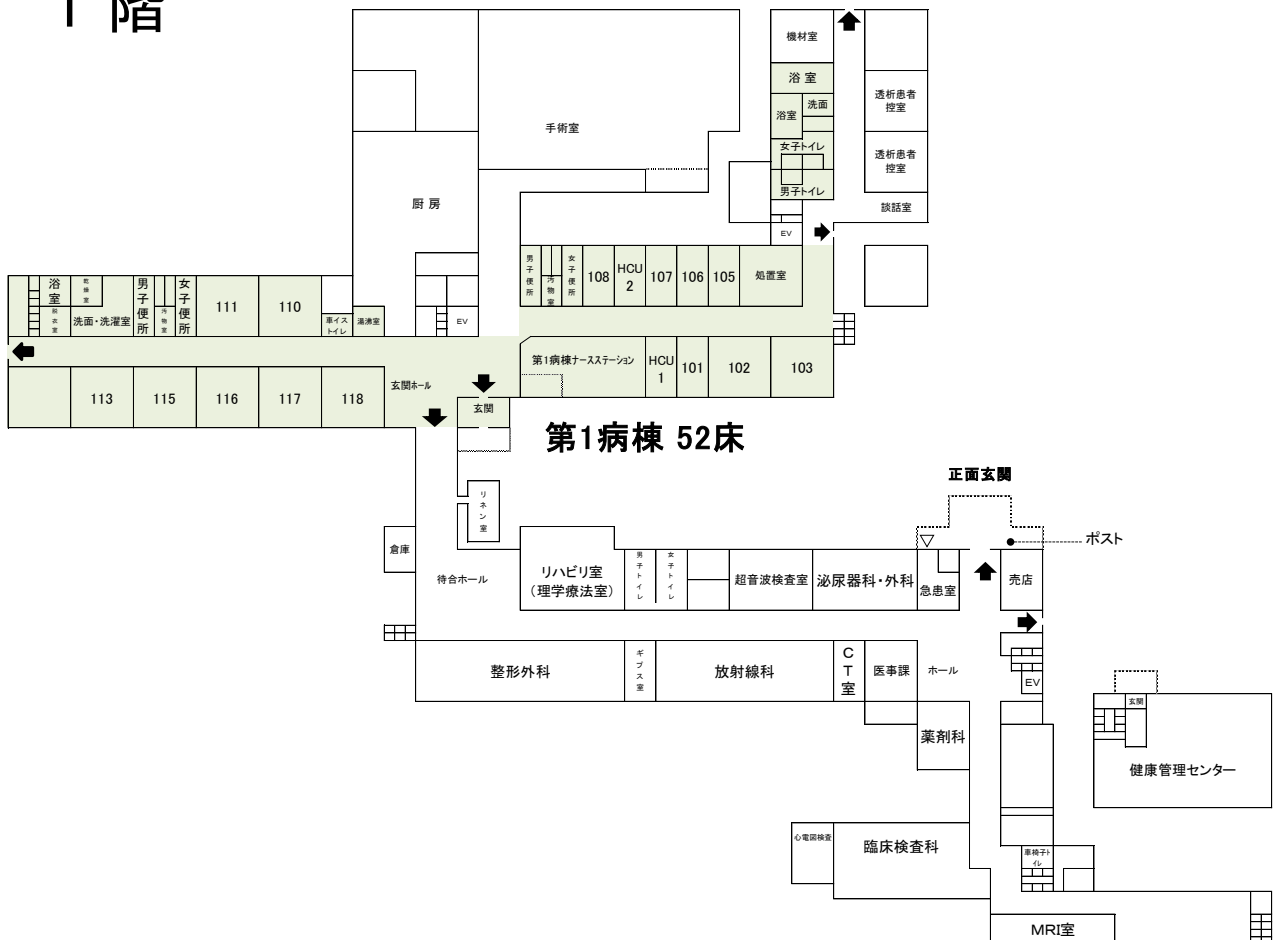 1 階
機材室
浴 室
浴室
洗面
透析患者
控室
手術室
女子トイレ
透析患者
控室
男子トイレ
厨 房
談話室
EV
男子便所
汚物室
女子便所
108
HCU
2
107
106
105
処置室
浴室
乾燥室
脱衣室
洗面・洗濯室
男子便所
汚物室
女子便所
111
110
車イス
トイレ
湯沸室
EV
第1病棟ナースステーション
HCU
1
101
102
103
113
115
116
117
118
玄関ホール
玄関
第1病棟 52床
正面玄関
リネン室
ポスト
倉庫
待合ホール
リハビリ室
(理学療法室)
男子トイレ
女子トイレ
超音波検査室
泌尿器科・外科
急患室
売店
整形外科
ギプス室
放射線科
CT室
医事課
ホール
EV
玄関
薬剤科
健康管理センター
心電図検査
臨床検査科
車椅子ト
イレ
MRI室